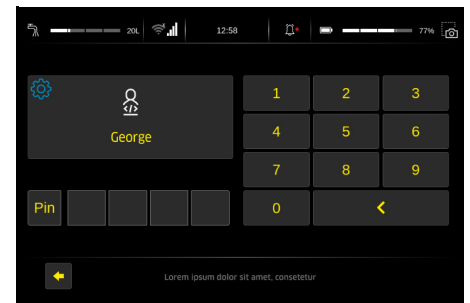 20L 12:58 77%
George
Pin
1 2 3
4 5 6
7 8 9
0
Lorem ipsum dolor sit amet, consetetur